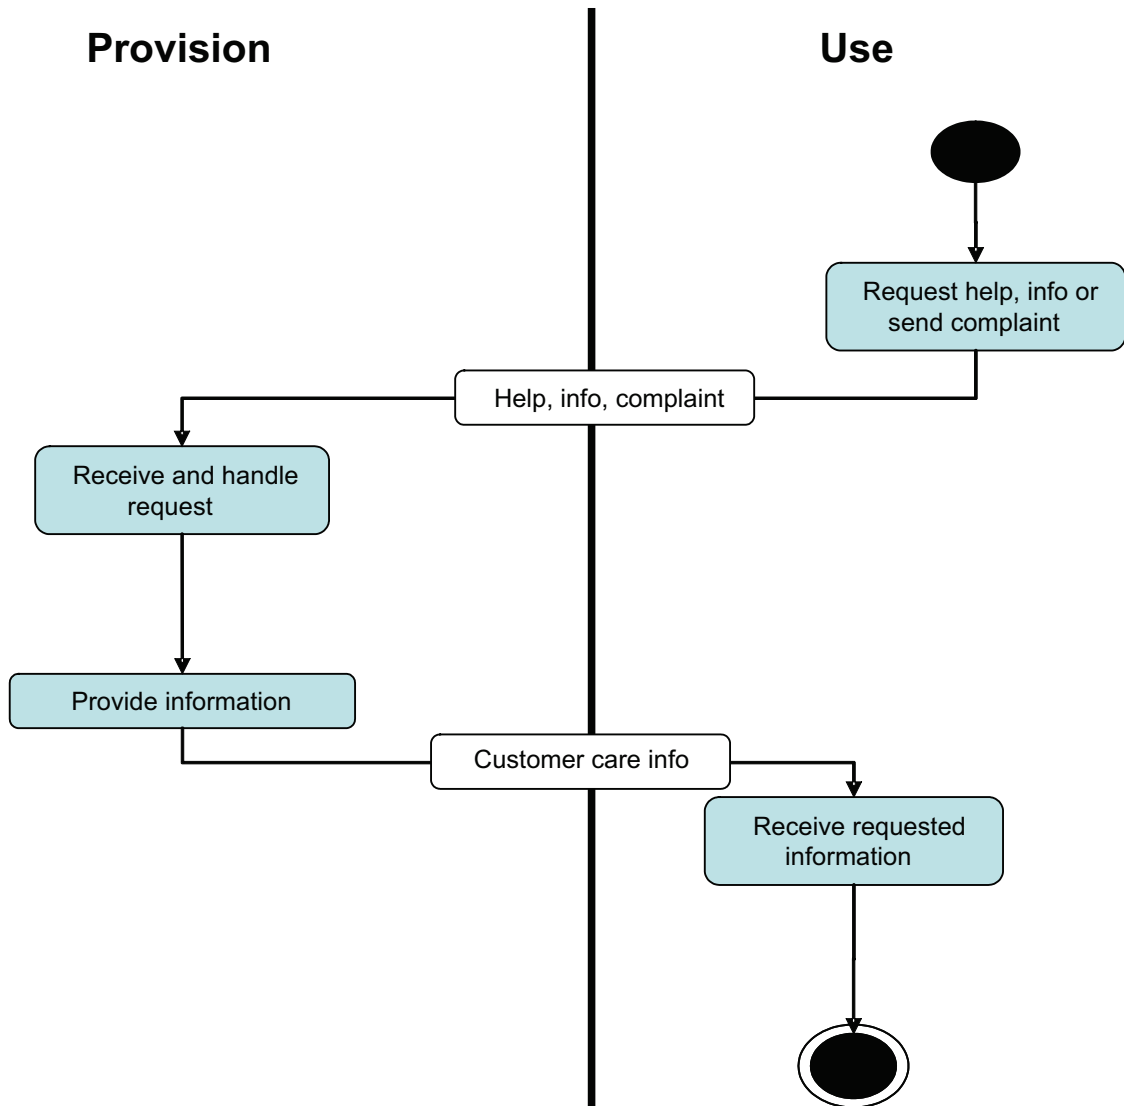 Provision
Use
Request help, info or
send complaint
Help, info, complaint
Receive and handle
request
Provide information
Customer care info
Receive requested
information